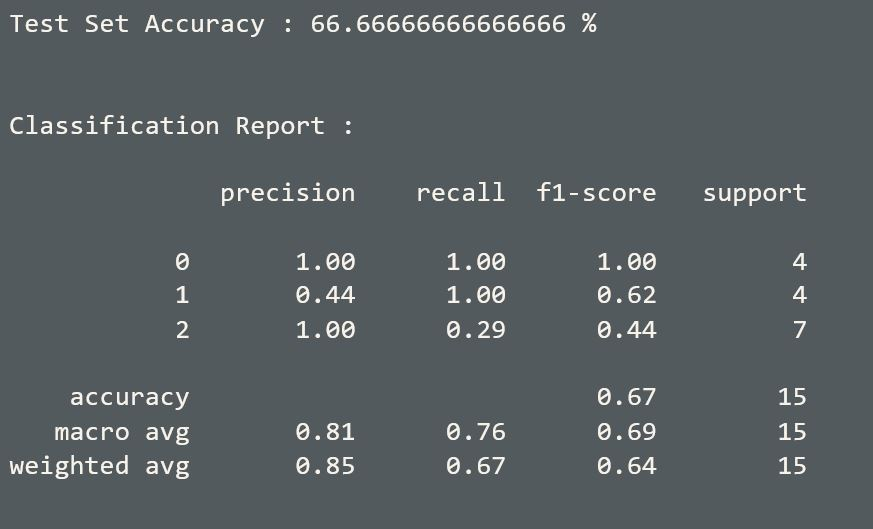 Test Set Accuracy : 66.66666666666666 %
Classification Report :
precision recall f1-score support
0 1.00 1.00 1.00 4
1 0.44 1.00 0.62 4
2 1.00 0.29 0.44 7
accuracy 0.67 15
macro avg 0.81 0.76 0.69 15
weighted avg 0.85 0.67 0.64 15